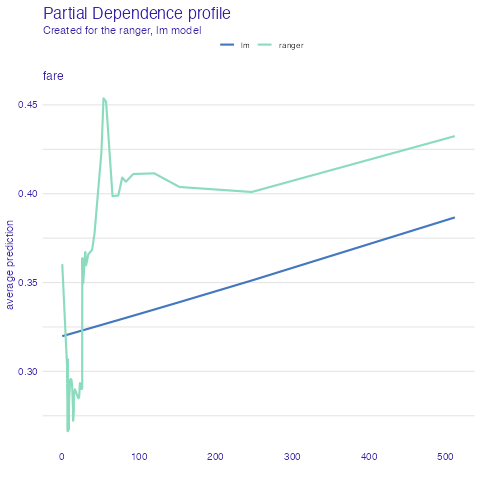 Partial Dependence profile
Created for the ranger, lm model
lm ranger
fare
0.45
0.40
0.35
0.30
average prediction
0 100 200 300 400 500